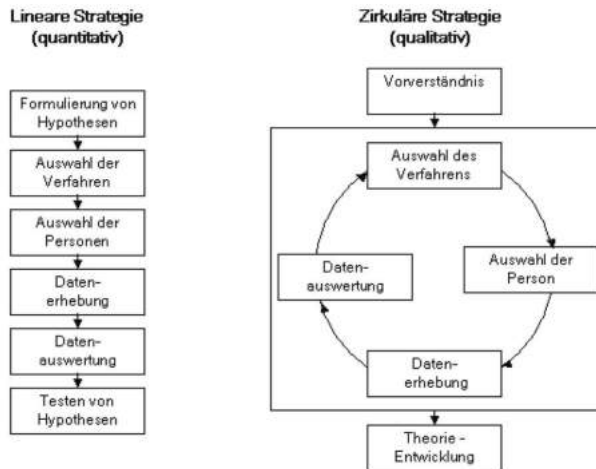 Lineare Strategie
(quantitativ)
Formulierung von
Hypothesen
Auswahl der
Verfahren
Auswahl der
Personen
Daten-
erhebung
Daten-
auswertung
Testen von
Hypothesen
Zirkuläre Strategie
(qualitativ)
Vorverständnis
Auswahl des
Verfahrens
Auswahl der
Person
Daten-
erhebung
Daten-
auswertung
Theorie -
Entwicklung